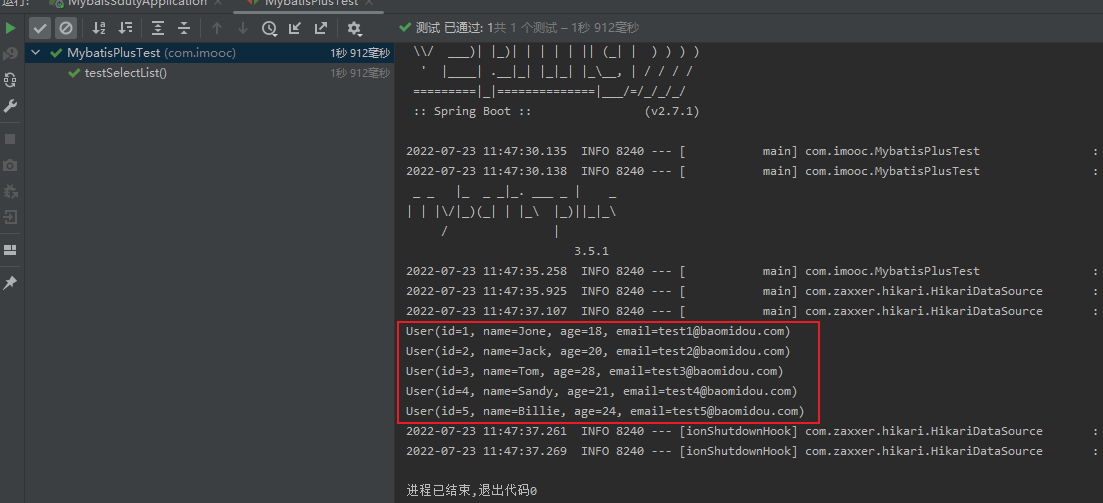 运行: MybaisSdutyApplication × MybatisPlusTest ×
测试 已通过: 1共 1 个测试 – 1秒 912毫秒
MybatisPlusTest (com.imooc) 1秒 912毫秒
testSelectList() 1秒 912毫秒
\\/  ___)| |_)| | | | | || (_| |  ) ) ) )
'  |____| .__|_| |_|_| |_\__, | / / / /
=========|_|==============|___/=/_/_/_/
:: Spring Boot ::                (v2.7.1)
2022-07-23 11:47:30.135  INFO 8240 --- [           main] com.imooc.MybatisPlusTest                :
2022-07-23 11:47:30.138  INFO 8240 --- [           main] com.imooc.MybatisPlusTest                :
_ _   |_  _ _|_. ___ _ |    _
| | |\/|_)(_| | |_\  |_)||_|_\
/               |
3.5.1
2022-07-23 11:47:35.258  INFO 8240 --- [           main] com.imooc.MybatisPlusTest                :
2022-07-23 11:47:35.925  INFO 8240 --- [           main] com.zaxxer.hikari.HikariDataSource       :
2022-07-23 11:47:37.107  INFO 8240 --- [           main] com.zaxxer.hikari.HikariDataSource       :
User(id=1, name=Jone, age=18, email=test1@baomidou.com)
User(id=2, name=Jack, age=20, email=test2@baomidou.com)
User(id=3, name=Tom, age=28, email=test3@baomidou.com)
User(id=4, name=Sandy, age=21, email=test4@baomidou.com)
User(id=5, name=Billie, age=24, email=test5@baomidou.com)
2022-07-23 11:47:37.261  INFO 8240 --- [ionShutdownHook] com.zaxxer.hikari.HikariDataSource       :
2022-07-23 11:47:37.269  INFO 8240 --- [ionShutdownHook] com.zaxxer.hikari.HikariDataSource       :
进程已结束,退出代码0